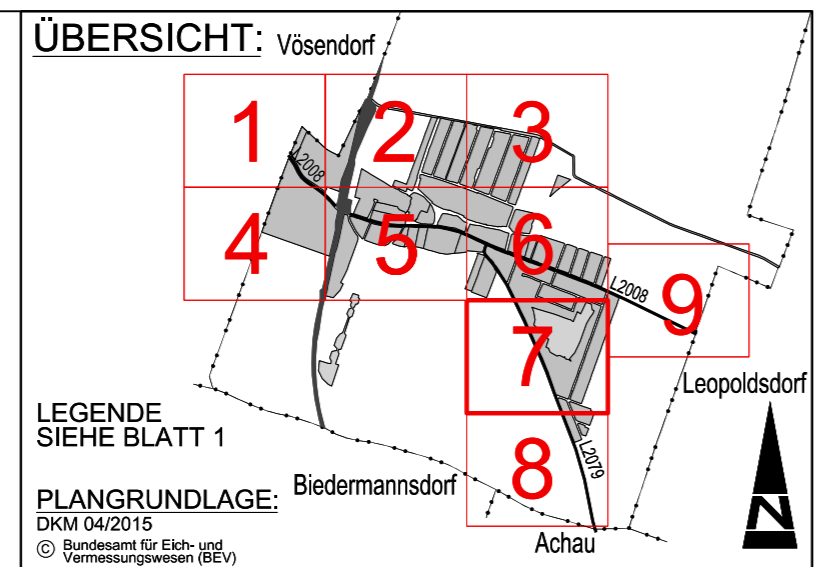 ÜBERSICHT:
Vösendorf
1
2
3
L2008
4
5
6
L2008
9
7
Leopoldsdorf
LEGENDE
SIEHE BLATT 1
L2079
8
Biedermannsdorf
PLANGRUNDLAGE:
DKM 04/2015
© Bundesamt für Eich- und
Vermessungswesen (BEV)
Achau
N